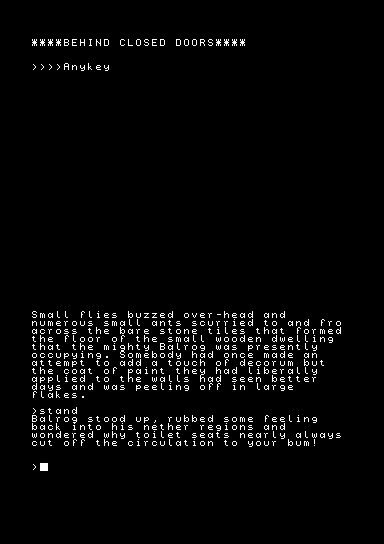 ****BEHIND CLOSED DOORS****
>>>>Anykey
Small flies buzzed over-head and
numerous small ants scurried to and fro
across the bare stone tiles that formed
the floor of the small wooden dwelling
that the mighty Balrog was presently
occupying. Somebody had once made an
attempt to add a touch of decorum but
the coat of paint they had liberally
applied to the walls had seen better
days and was peeling off in large
flakes.
>stand
Balrog stood up, rubbed some feeling
back into his nether regions and
wondered why toilet seats nearly always
cut off the circulation to your bum!
>